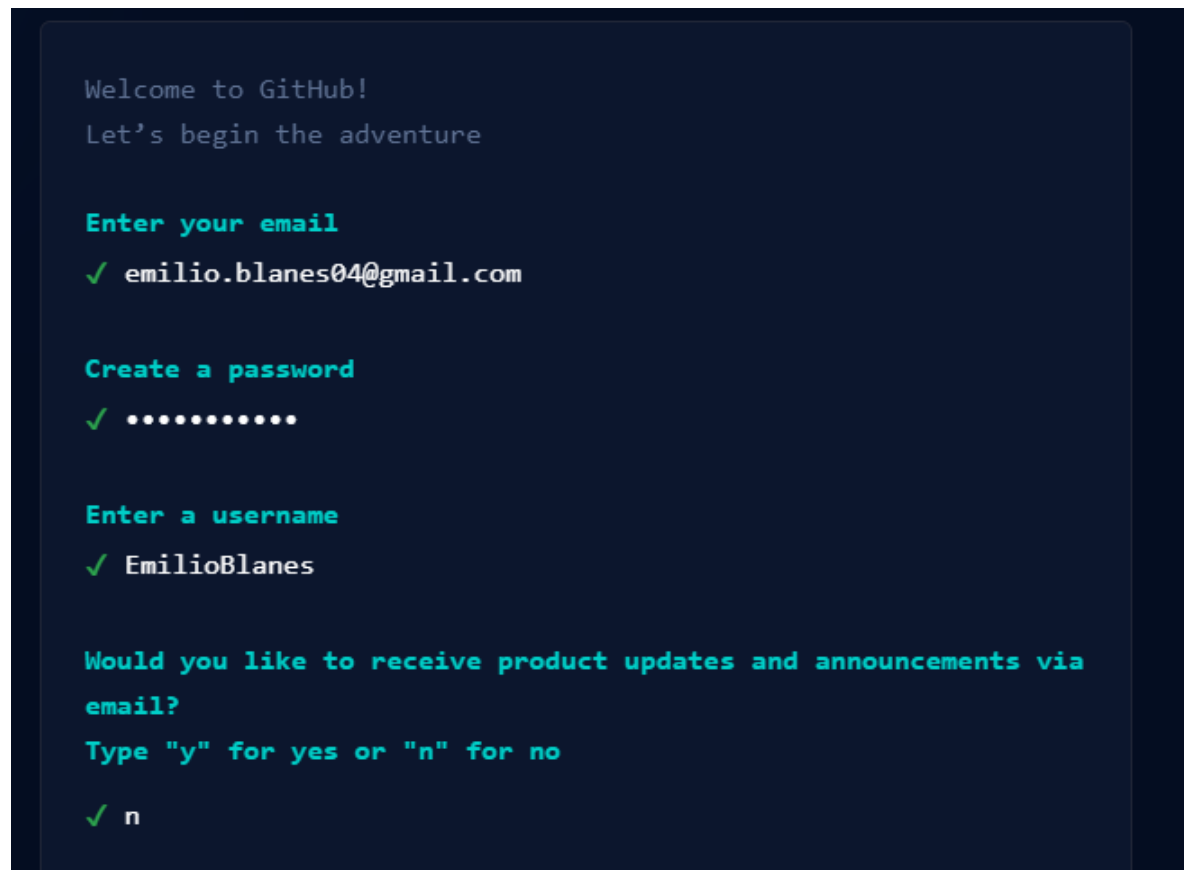 Welcome to GitHub!
Let’s begin the adventure
Enter your email
✓ emilio.blanes04@gmail.com
Create a password
✓ •••••••••••
Enter a username
✓ EmilioBlanes
Would you like to receive product updates and announcements via
email?
Type "y" for yes or "n" for no
✓ n